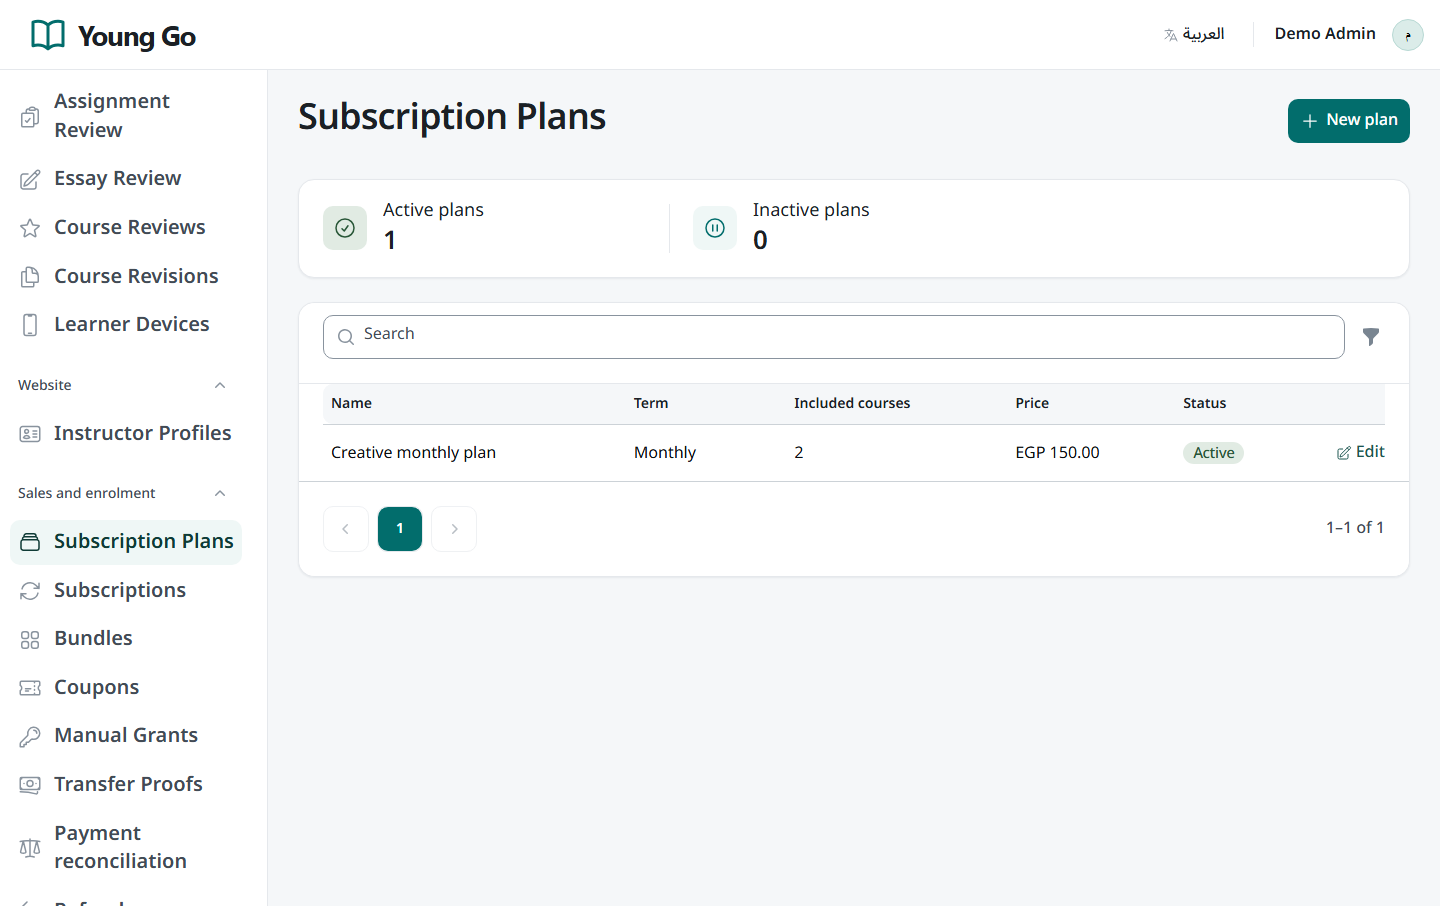 Young Go
العربية
Demo Admin
م
Assignment
Review
Essay Review
Course Reviews
Course Revisions
Learner Devices
Website
Instructor Profiles
Sales and enrolment
Subscription Plans
Subscriptions
Bundles
Coupons
Manual Grants
Transfer Proofs
Payment
reconciliation
Subscription Plans
New plan
Active plans
1
Inactive plans
0
Search
Name Term Included courses Price Status
Creative monthly plan Monthly 2 EGP 150.00 Active Edit
1
1–1 of 1